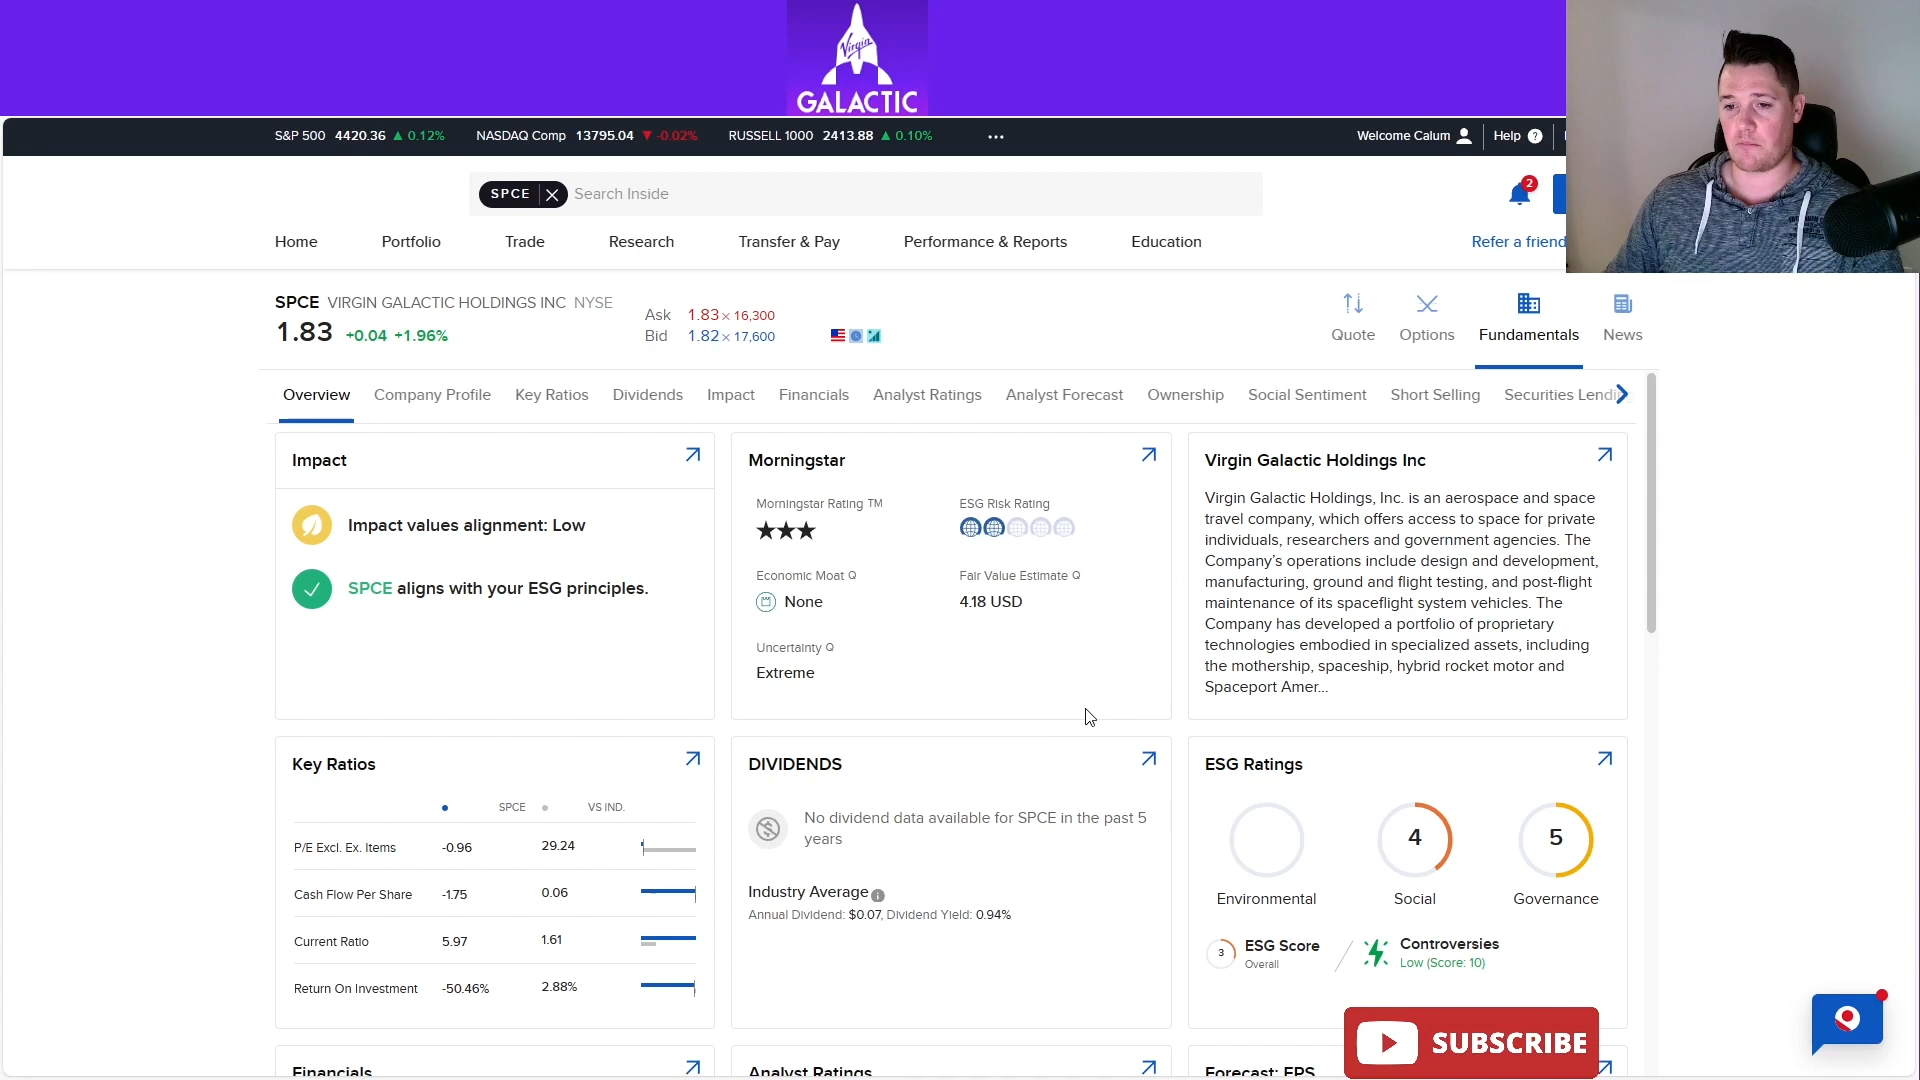 Virgin
GALACTIC
S&P 500 4420.36 ▲ 0.12% NASDAQ Comp 13795.04 ▼ -0.02% RUSSELL 1000 2413.88 ▲ 0.10% ••• Welcome Calum Help ?
SPCE Search Inside 2
Home Portfolio Trade Research Transfer & Pay Performance & Reports Education Refer a friend
SPCE VIRGIN GALACTIC HOLDINGS INC NYSE
1.83 +0.04 +1.96%
Ask 1.83 × 16,300
Bid 1.82 × 17,600
Quote Options Fundamentals News
Overview Company Profile Key Ratios Dividends Impact Financials Analyst Ratings Analyst Forecast Ownership Social Sentiment Short Selling Securities Lendi
Impact
Impact values alignment: Low
SPCE aligns with your ESG principles.
Morningstar
Morningstar Rating TM ESG Risk Rating
★★★
Economic Moat Q Fair Value Estimate Q
None 4.18 USD
Uncertainty Q
Extreme
Virgin Galactic Holdings Inc
Virgin Galactic Holdings, Inc. is an aerospace and space
travel company, which offers access to space for private
individuals, researchers and government agencies. The
Company's operations include design and development,
manufacturing, ground and flight testing, and post-flight
maintenance of its spaceflight system vehicles. The
Company has developed a portfolio of proprietary
technologies embodied in specialized assets, including
the mothership, spaceship, hybrid rocket motor and
Spaceport Amer...
Key Ratios
SPCE VS IND.
P/E Excl. Ex. Items -0.96 29.24
Cash Flow Per Share -1.75 0.06
Current Ratio 5.97 1.61
Return On Investment -50.46% 2.88%
DIVIDENDS
No dividend data available for SPCE in the past 5
years
Industry Average i
Annual Dividend: $0.07, Dividend Yield: 0.94%
ESG Ratings
4 5
Environmental Social Governance
3 ESG Score
Overall
Controversies
Low (Score: 10)
SUBSCRIBE
Financials Analyst Ratings Forecast: EPS